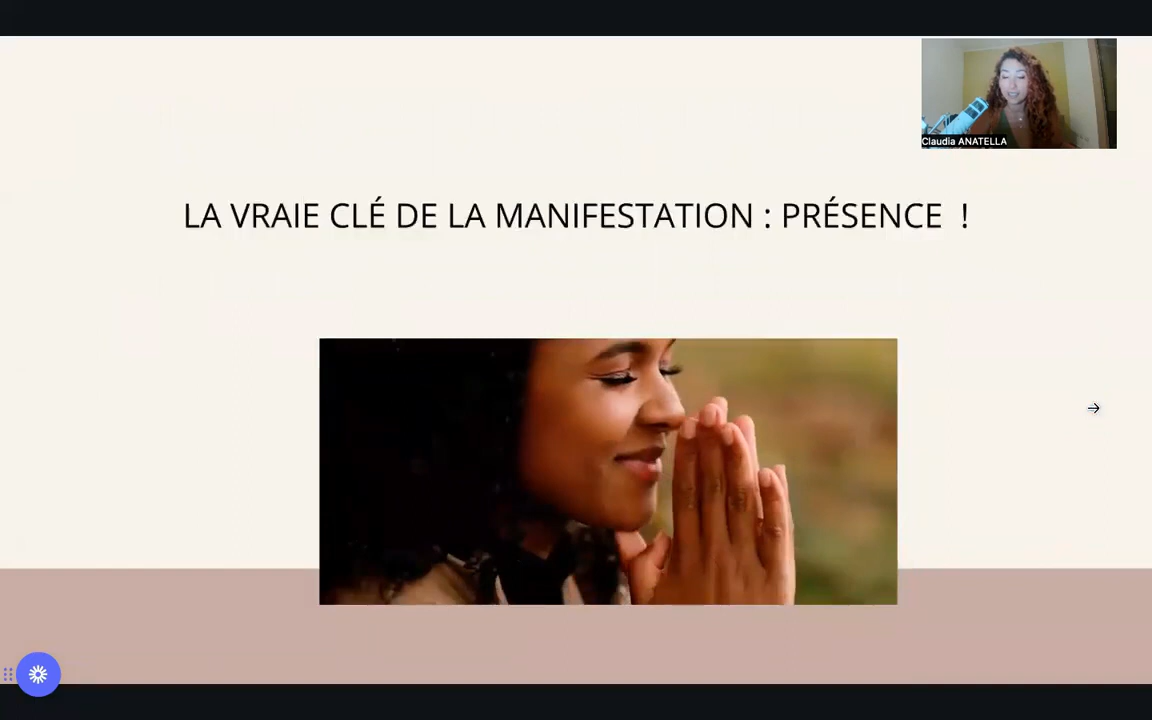 Claudia ANATELLA
LA VRAIE CLÉ DE LA MANIFESTATION : PRÉSENCE !